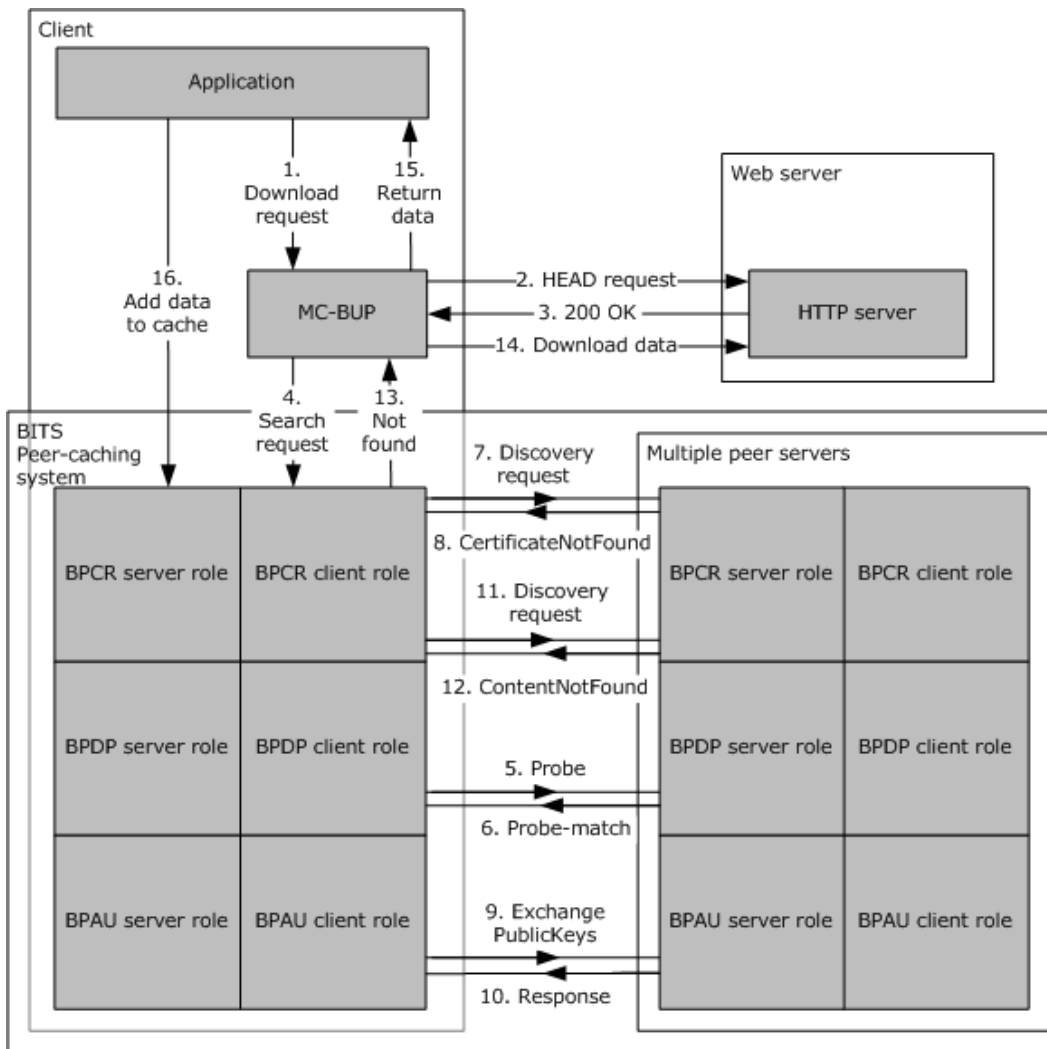 Client
Application
1.
Download
request
15.
Return
data
16.
Add data
to cache
Web server
MC-BUP
2. HEAD request
3. 200 OK
14. Download data
HTTP server
4.
Search
request
13.
Not
found
BITS
Peer-caching
system
7. Discovery
request
Multiple peer servers
8. CertificateNotFound
BPCR server role
BPCR client role
BPCR server role
BPCR client role
11. Discovery
request
12. ContentNotFound
BPDP server role
BPDP client role
BPDP server role
BPDP client role
5. Probe
6. Probe-match
BPAU server role
BPAU client role
9. Exchange
PublicKeys
BPAU server role
BPAU client role
10. Response